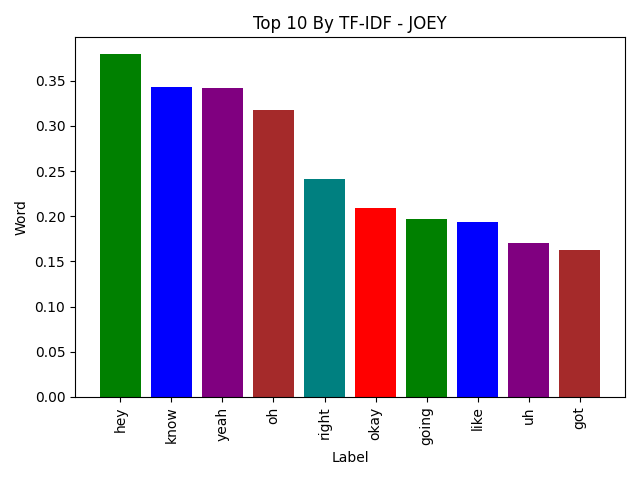 Top 10 By TF-IDF - JOEY
Word
0.35
0.30
0.25
0.20
0.15
0.10
0.05
0.00
hey
know
yeah
oh
right
okay
going
like
uh
got
Label